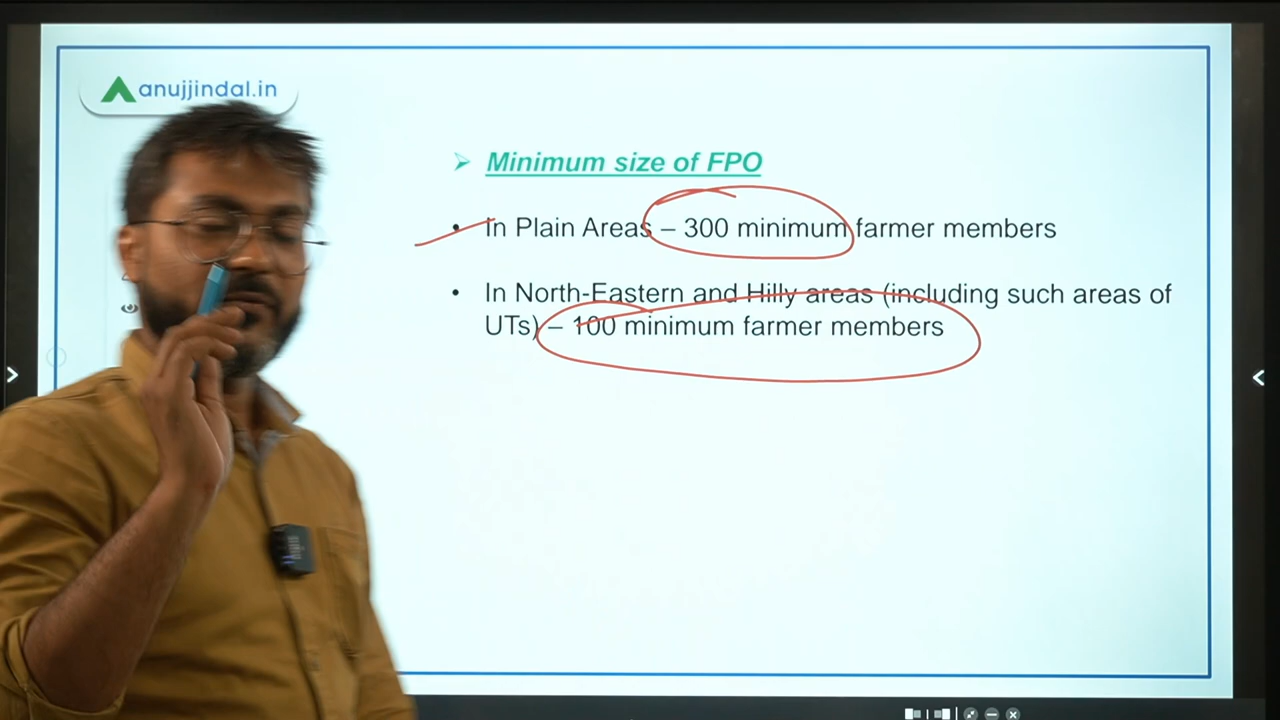 anujjindal.in
➢ Minimum size of FPO
• In Plain Areas – 300 minimum farmer members
• In North-Eastern and Hilly areas (including such areas of
UTs) – 100 minimum farmer members